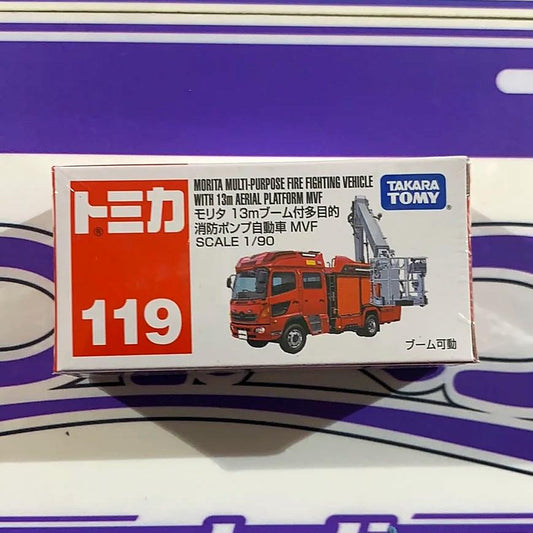 トミカ®
119
MORITA MULTI-PURPOSE FIRE FIGHTING VEHICLE
WITH 13m AERIAL PLATFORM MVF
モリタ 13mブーム付多目的
消防ポンプ自動車 MVF
SCALE 1/90
TAKARA
TOMY™
ブーム可動